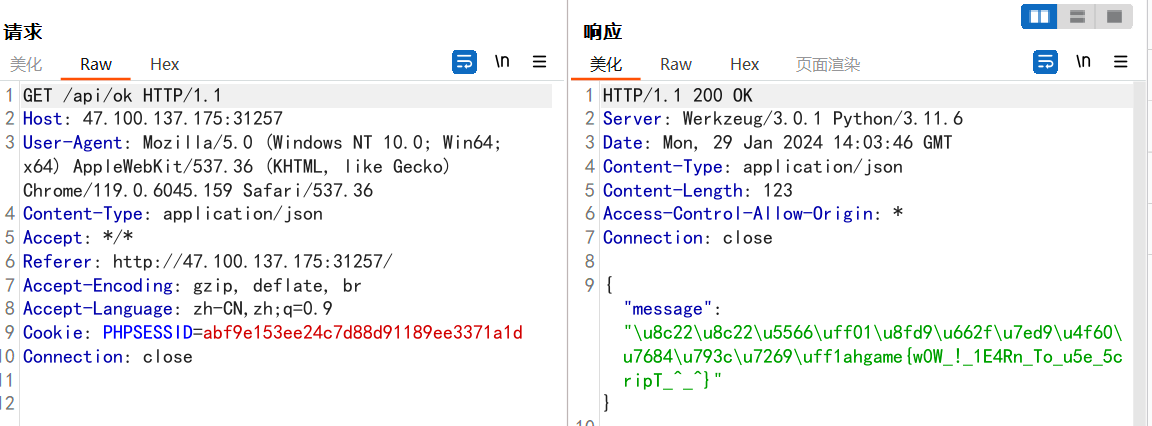 请求
美化 Raw Hex \n
1 GET /api/ok HTTP/1.1
2 Host: 47.100.137.175:31257
3 User-Agent: Mozilla/5.0 (Windows NT 10.0; Win64;
x64) AppleWebKit/537.36 (KHTML, like Gecko)
Chrome/119.0.6045.159 Safari/537.36
4 Content-Type: application/json
5 Accept: */*
6 Referer: http://47.100.137.175:31257/
7 Accept-Encoding: gzip, deflate, br
8 Accept-Language: zh-CN,zh;q=0.9
9 Cookie: PHPSESSID=abf9e153ee24c7d88d91189ee3371a1d
10 Connection: close
11
12
响应
美化 Raw Hex 页面渲染 \n
1 HTTP/1.1 200 OK
2 Server: Werkzeug/3.0.1 Python/3.11.6
3 Date: Mon, 29 Jan 2024 14:03:46 GMT
4 Content-Type: application/json
5 Content-Length: 123
6 Access-Control-Allow-Origin: *
7 Connection: close
8
9 {
"message":
"\u8c22\u8c22\u5566\uff01\u8fd9\u662f\u7ed9\u4f60\
u7684\u793c\u7269\uff1ahgame{w0W_!_1E4Rn_To_u5e_5c
ripT_^_^}"
}
10